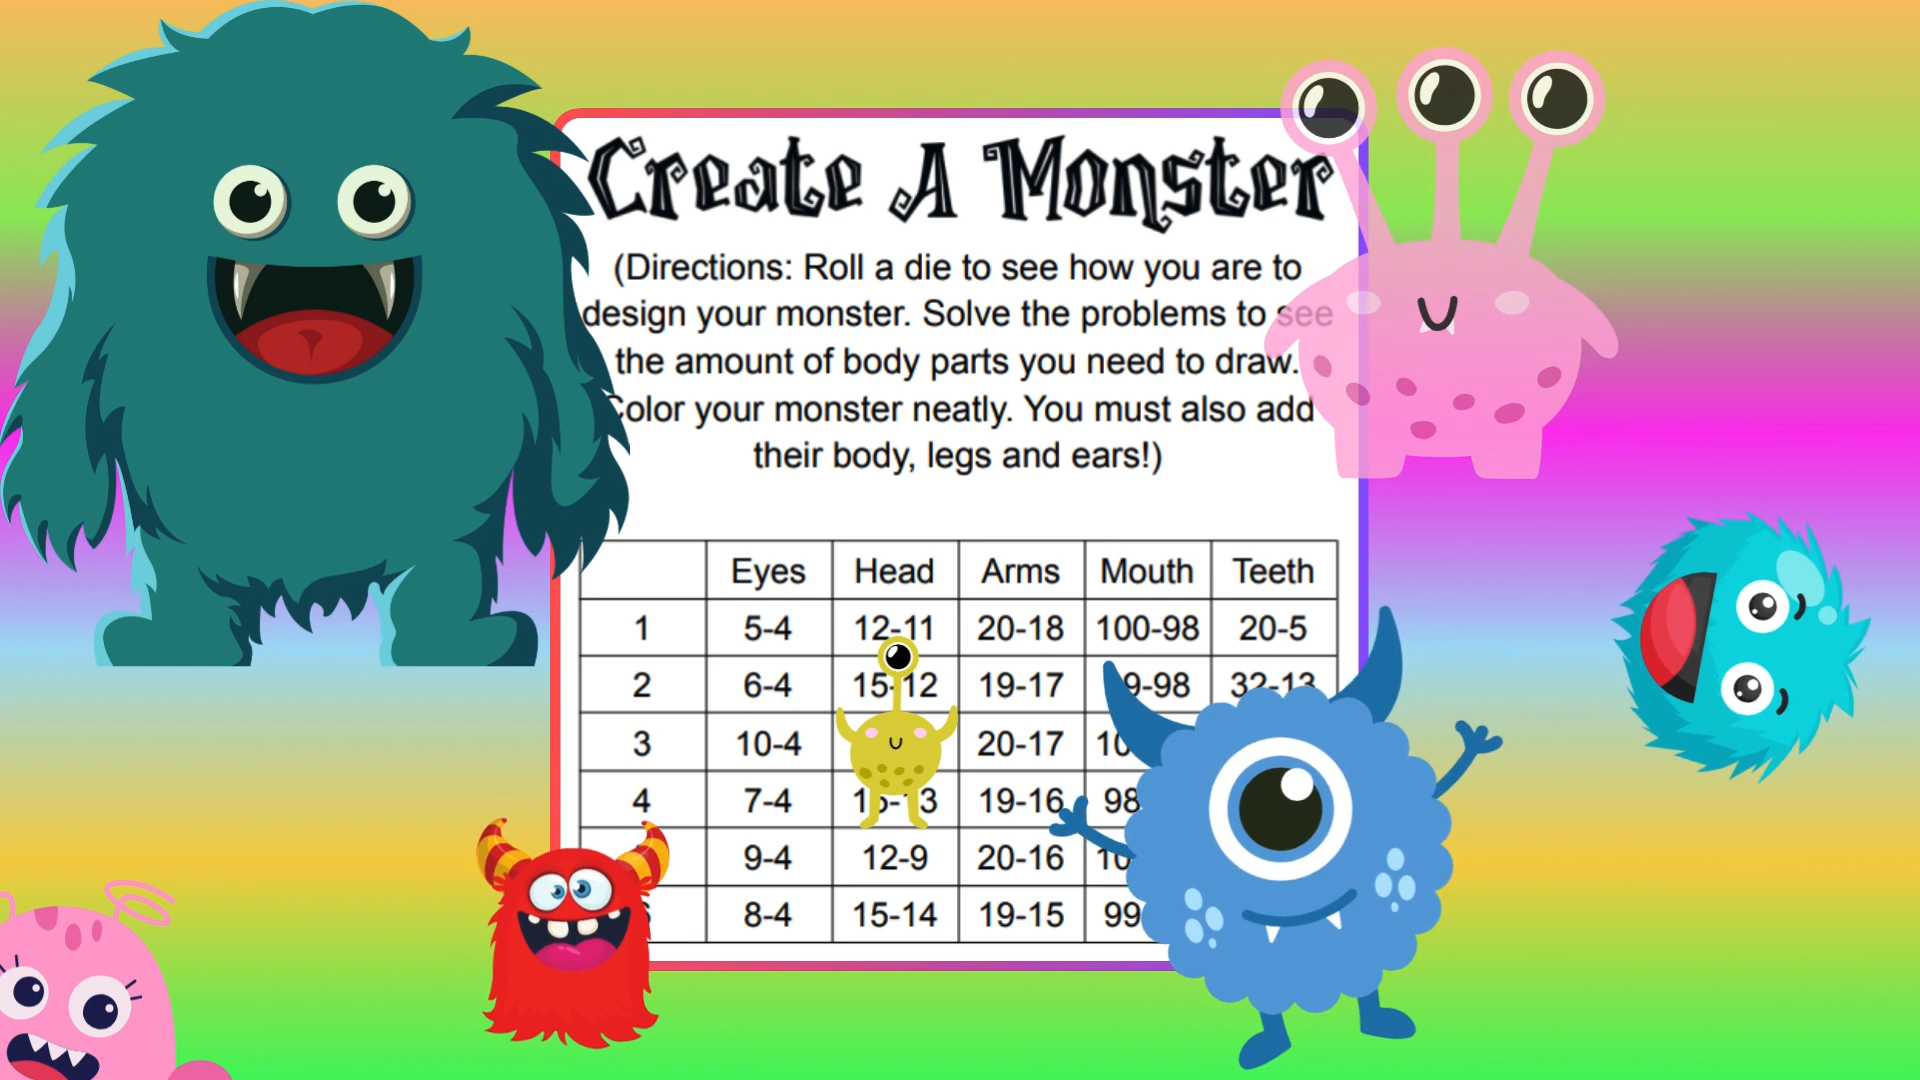 Create A Monster
(Directions: Roll a die to see how you are to
design your monster. Solve the problems to see
the amount of body parts you need to draw.
Color your monster neatly. You must also add
their body, legs and ears!)
Eyes Head Arms Mouth Teeth
1 5-4 12-11 20-18 100-98 20-5
2 6-4 15-12 19-17 32-13
3 10-4 20-17
4 7-4 19-16
9-4 12-9 20-16
8-4 15-14 19-15